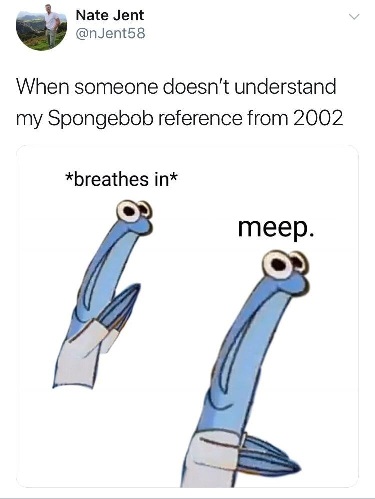 Nate Jent
@nJent58
When someone doesn't understand
my Spongebob reference from 2002
*breathes in*
meep.